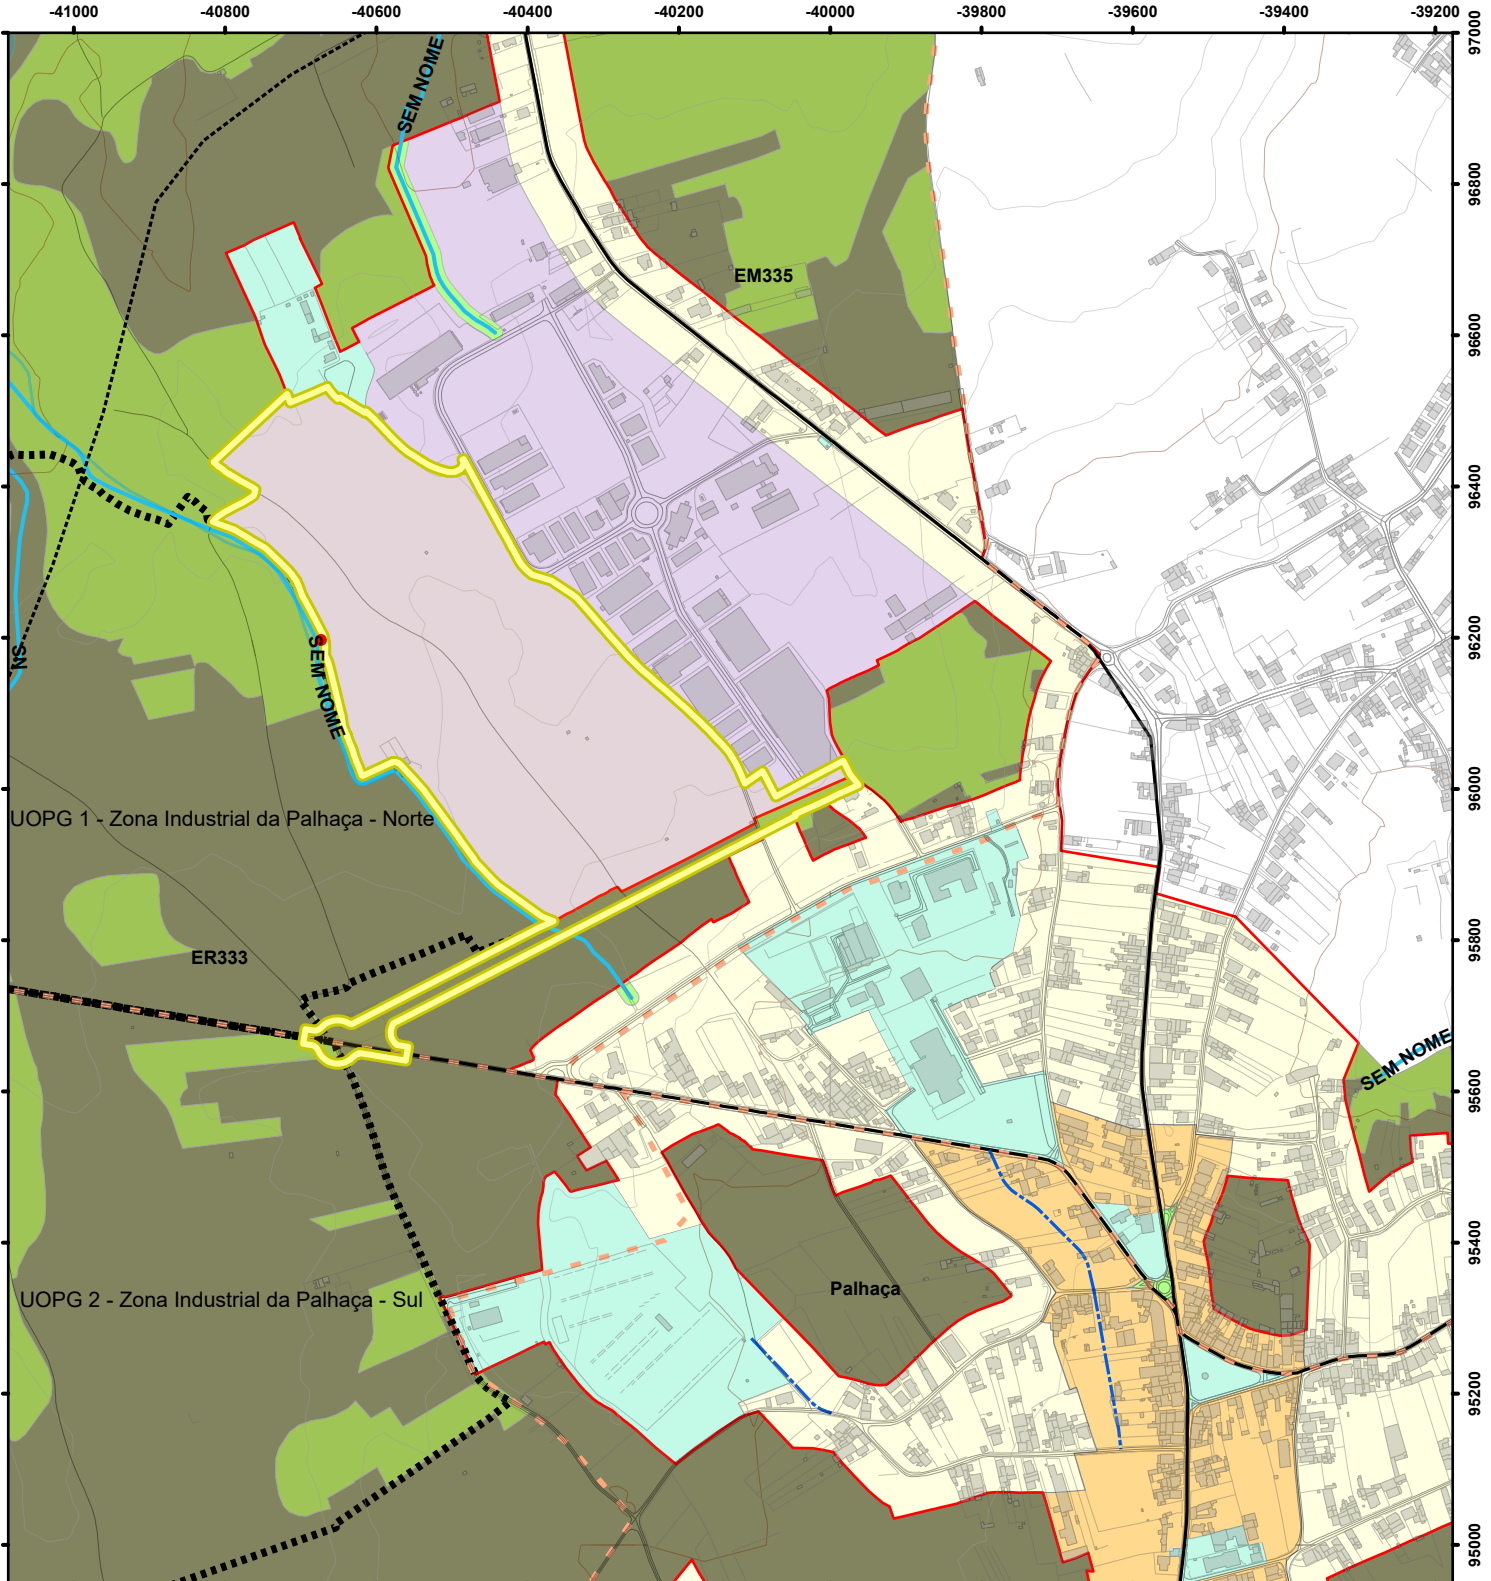 -41000 -40800 -40600 -40400 -40200 -40000 -39800 -39600 -39400 -39200
97000
SEM NOME
96800
EM335
96600
96400
96200
SN
SEM NOME
96000
UOPG 1 - Zona Industrial da Palhaça - Norte
95800
ER333
SEM NOME
95600
95400
Palhaça
UOPG 2 - Zona Industrial da Palhaça - Sul
95200
95000